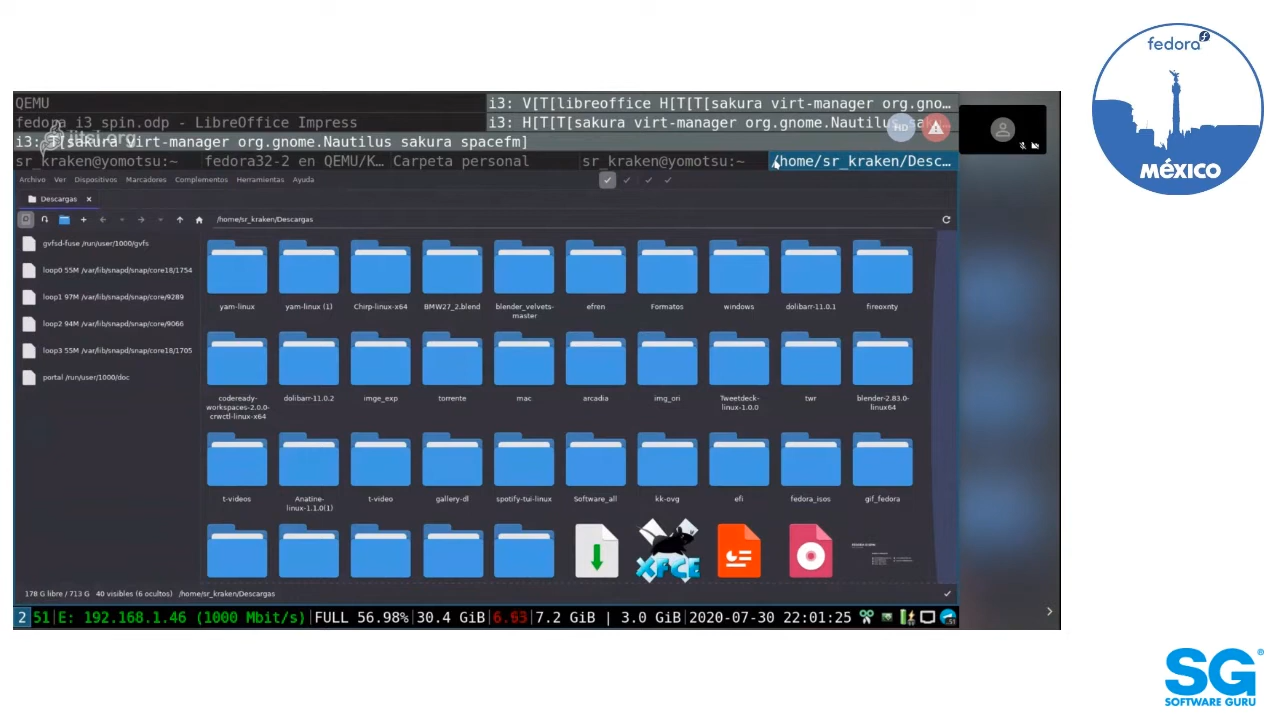 fedora
MÉXICO
QEMU
i3: V[T[libreoffice H[T[T[sakura virt-manager org.gno…
fedora i3 spin.odp - LibreOffice Impress
i3: H[T[T[sakura virt-manager org.gnome.Nautilus sa
HD
jitsi.org
i3: T[sakura virt-manager org.gnome.Nautilus sakura spacefm]
sr_kraken@yomotsu:~
fedora32-2 en QEMU/K…
Carpeta personal
sr_kraken@yomotsu:~
/home/sr_kraken/Desc…
Archivo Ver Dispositivos Marcadores Complementos Herramientas Ayuda
Descargas
/home/sr_kraken/Descargas
gvfsd-fuse /run/user/1000/gvfs
loop0 55M /var/lib/snapd/snap/core18/1754
loop1 97M /var/lib/snapd/snap/core/9289
loop2 94M /var/lib/snapd/snap/core/9066
loop3 55M /var/lib/snapd/snap/core18/1705
portal /run/user/1000/doc
yam-linux
yam-linux (1)
Chirp-linux-x64
BMW27_2.blend
blender_velvets-
master
efren
Formatos
windows
dolibarr-11.0.1
fireoxnty
codeready-
workspaces-2.0.0-
crwctl-linux-x64
dolibarr-11.0.2
imge_exp
torrente
mac
arcadia
img_ori
Tweetdeck-
linux-1.0.0
twr
blender-2.83.0-
linux64
t-videos
Anatine-
linux-1.1.0(1)
t-video
gallery-dl
spotify-tui-linux
Software_all
kk-ovg
efi
fedora_isos
gif_fedora
XFCE
178 G libre / 713 G 40 visibles (6 ocultos) /home/sr_kraken/Descargas
2 51|E: 192.168.1.46 (1000 Mbit/s)|FULL 56.98%|30.4 GiB|6.63|7.2 GiB | 3.0 GiB|2020-07-30 22:01:25
SG
SOFTWARE GURU